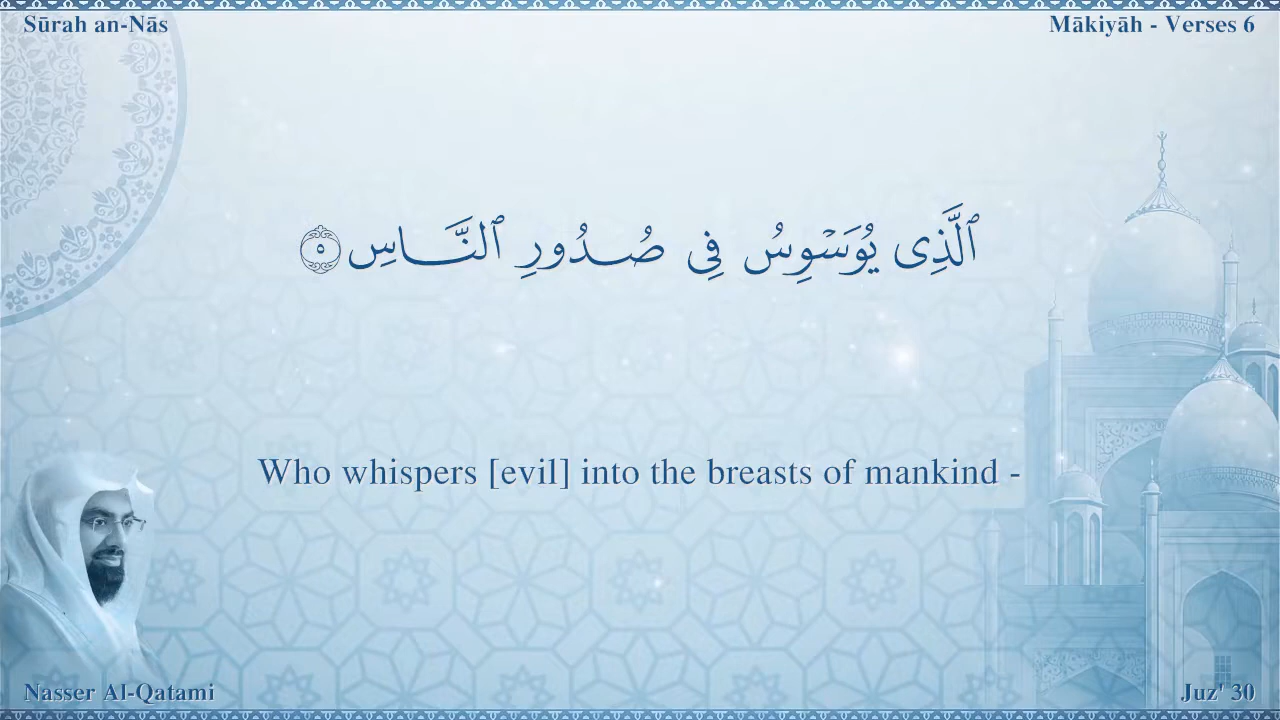 Sūrah an-Nās
Mākiyāh - Verses 6
ٱلَّذِى يُوَسْوِسُ فِى صُدُورِ ٱلنَّاسِ ٥
Who whispers [evil] into the breasts of mankind -
Nasser Al-Qatami
Juz' 30